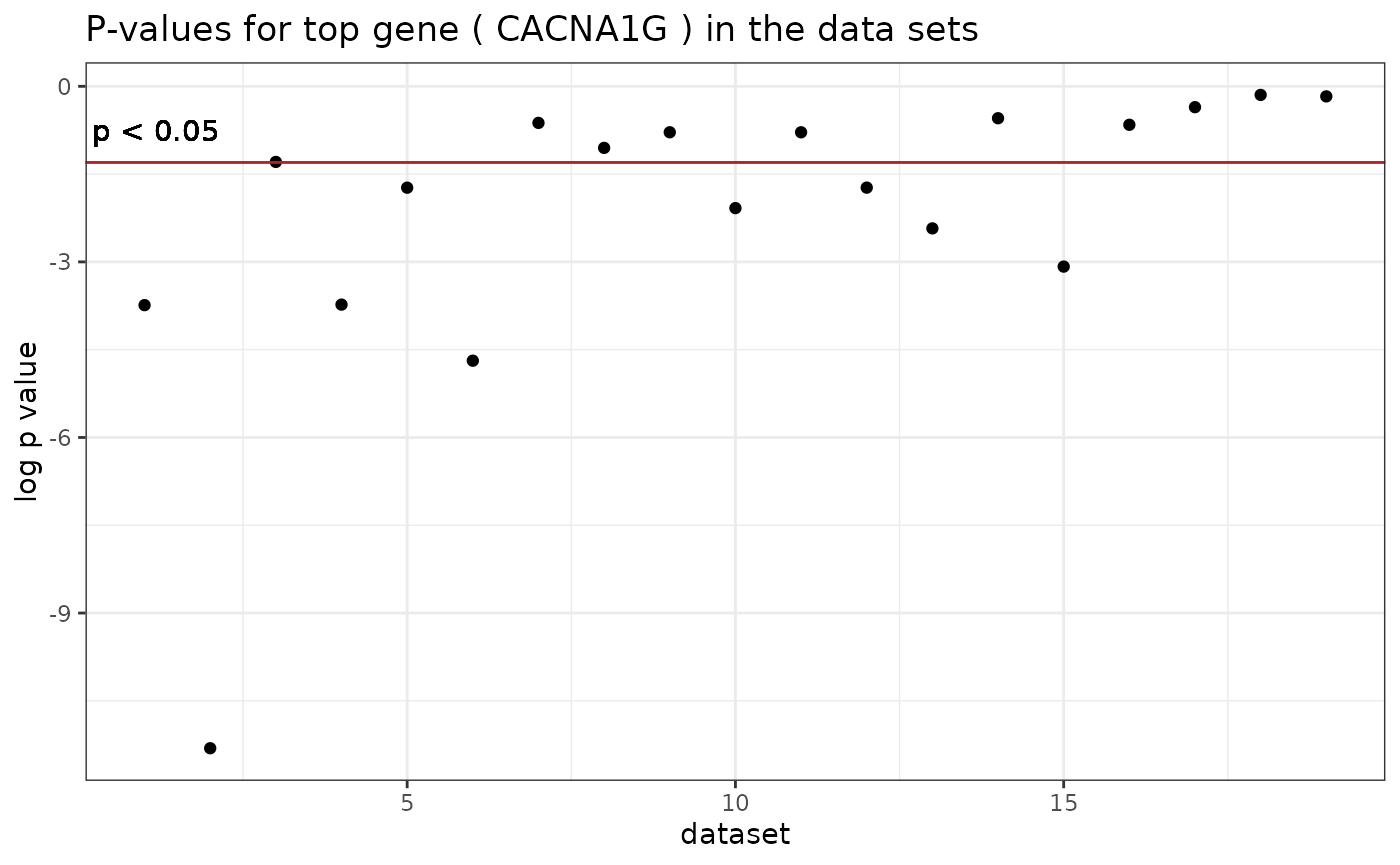 P-values for top gene ( CACNA1G ) in the data sets
0
p < 0.05
-3
-6
-9
log p value
5 10 15
dataset